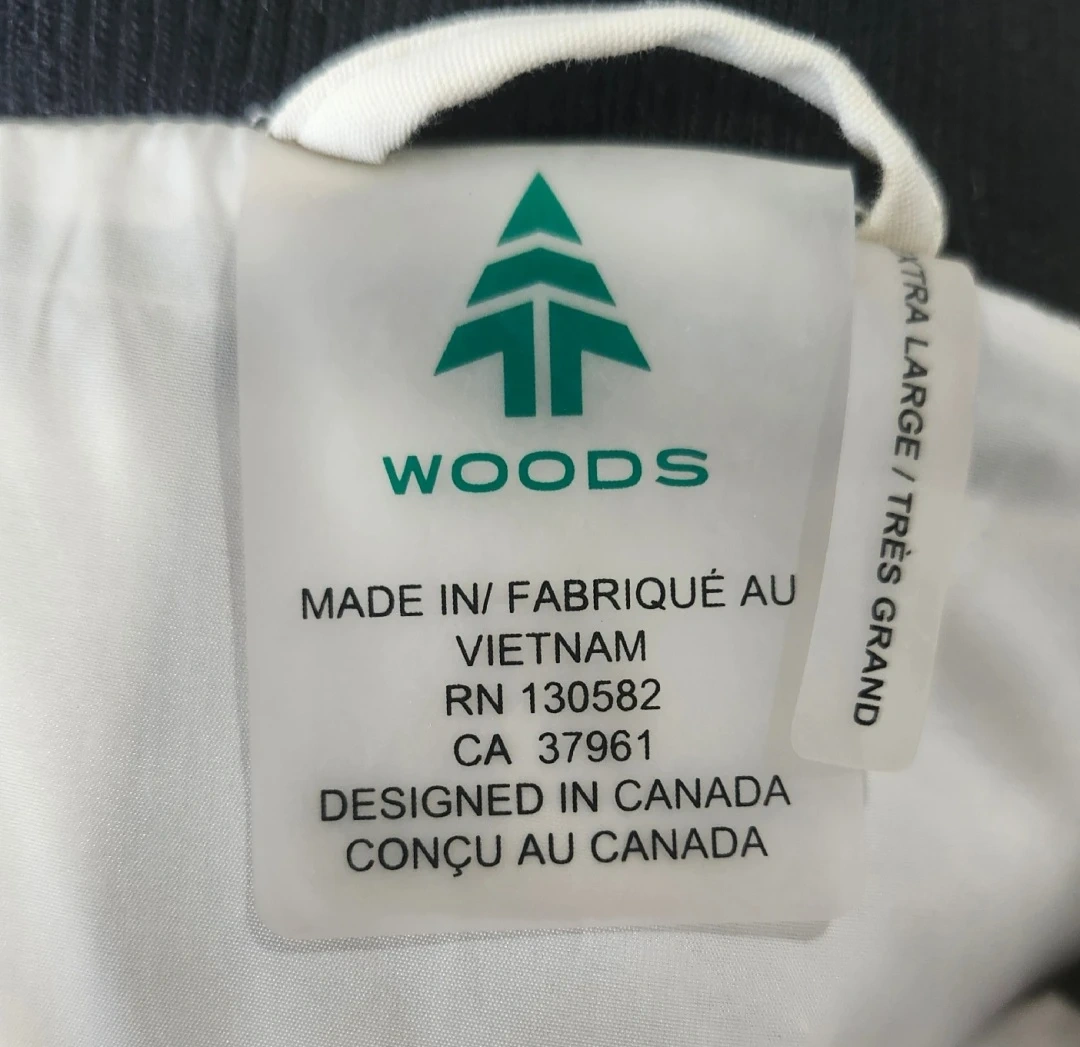 WOODS
MADE IN/ FABRIQUÉ AU
VIETNAM
RN 130582
CA 37961
DESIGNED IN CANADA
CONÇU AU CANADA
XTRA LARGE / TRÈS GRAND